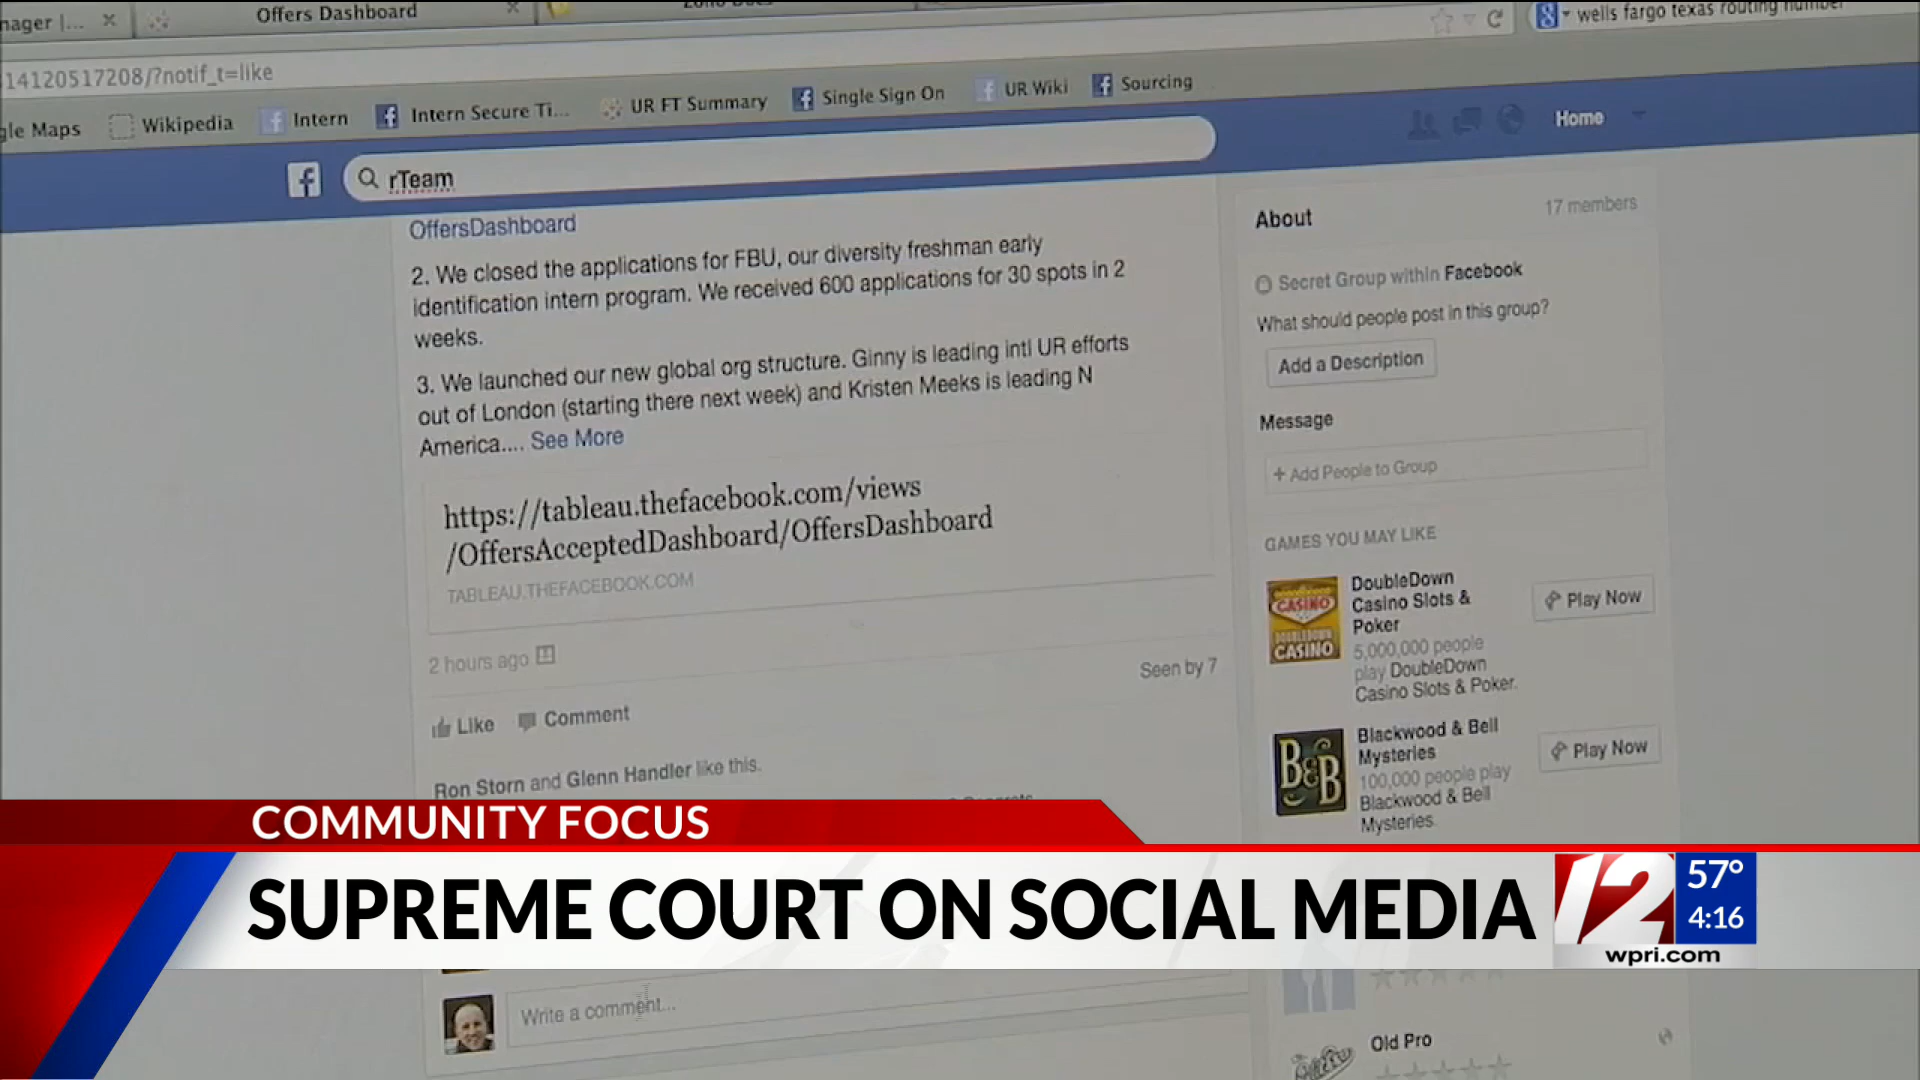 nager |...
Offers Dashboard
wells fargo texas routing number
14120517208/?notif_t=like
gle Maps
Wikipedia
Intern
Intern Secure Ti...
UR FT Summary
Single Sign On
UR Wiki
Sourcing
rTeam
Home
OffersDashboard
2. We closed the applications for FBU, our diversity freshman early
identification intern program. We received 600 applications for 30 spots in 2
weeks.
3. We launched our new global org structure. Ginny is leading intl UR efforts
out of London (starting there next week) and Kristen Meeks is leading N
America.... See More
https://tableau.thefacebook.com/views
/OffersAcceptedDashboard/OffersDashboard
TABLEAU.THEFACEBOOK.COM
2 hours ago
Seen by 7
Like
Comment
Ron Storn and Glenn Handler like this.
About
17 members
Secret Group within Facebook
What should people post in this group?
Add a Description
Message
+ Add People to Group
GAMES YOU MAY LIKE
CASINO
DOUBLEDOWN
CASINO
DoubleDown
Casino Slots &
Poker
5,000,000 people
play DoubleDown
Casino Slots & Poker.
Play Now
B&B
Blackwood & Bell
Mysteries
100,000 people play
Blackwood & Bell
Mysteries.
Play Now
COMMUNITY FOCUS
SUPREME COURT ON SOCIAL MEDIA
12
57°
4:16
wpri.com
Write a comment...
Old Pro